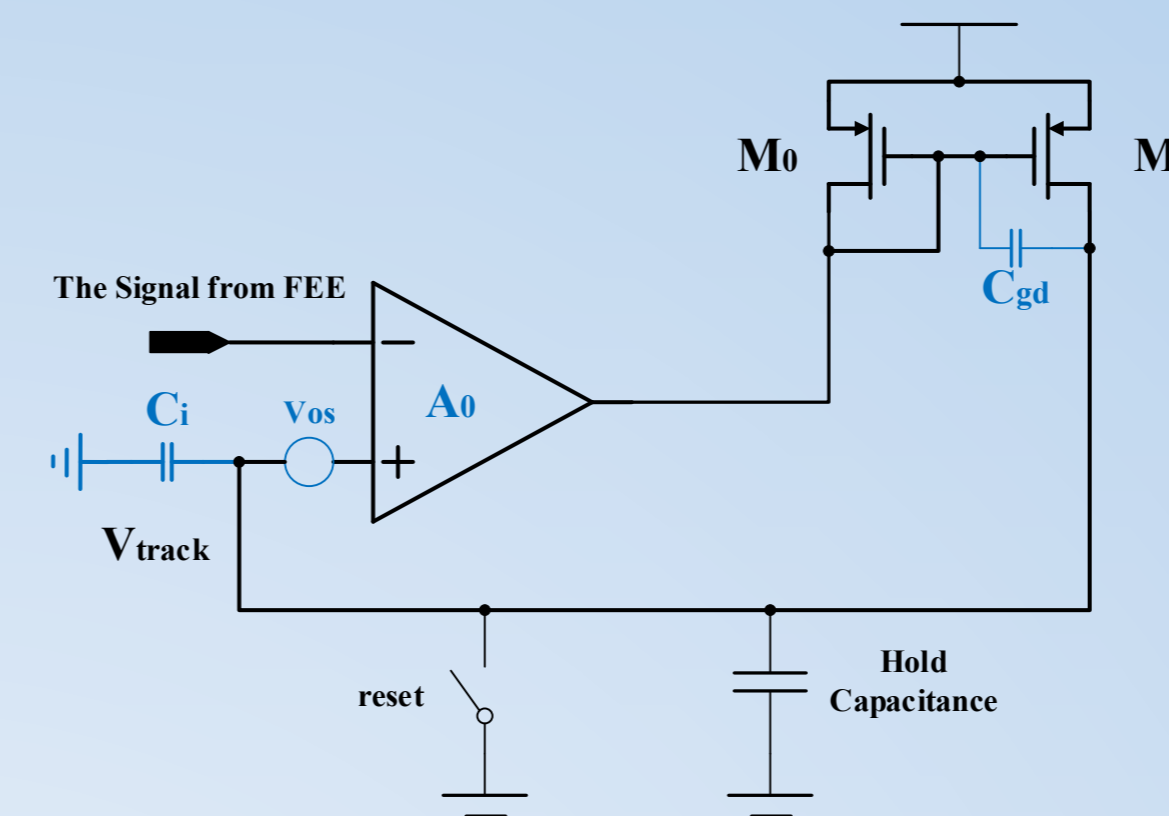 M0
M
Cgd
The Signal from FEE
−
A0
Ci
Vos
+
Vtrack
reset
Hold
Capacitance